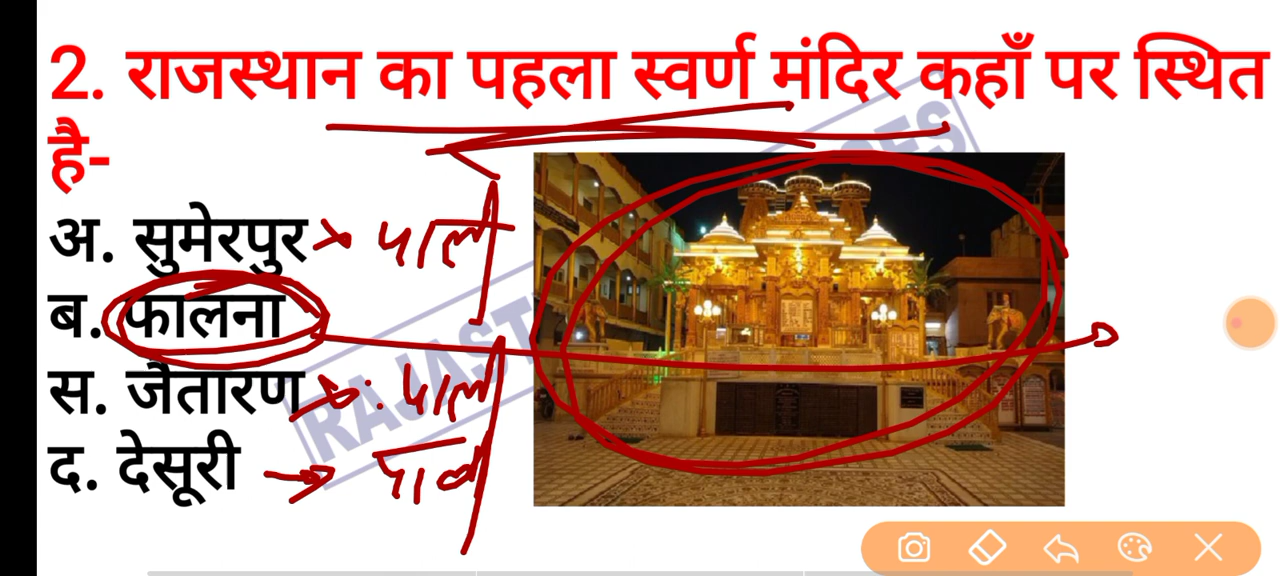 2. राजस्थान का पहला स्वर्ण मंदिर कहाँ पर स्थित
है-
अ. सुमेरपुर पाली
ब. फालना
स. जैतारण पाली
द. देसूरी पाली